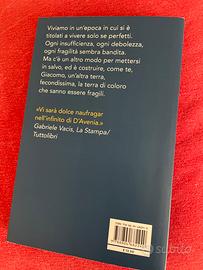 Viviamo in un'epoca in cui si è
titolati a vivere solo se perfetti.
Ogni insufficienza, ogni debolezza,
ogni fragilità sembra bandita.
Ma c'è un altro modo per mettersi
in salvo, ed è costruire, come te,
Giacomo, un'altra terra,
fecondissima, la terra di coloro
che sanno essere fragili.
«Vi sarà dolce naufragar
nell'infinito di D'Avenia.»
Gabriele Vacis, La Stampa/
Tuttolibri
subito